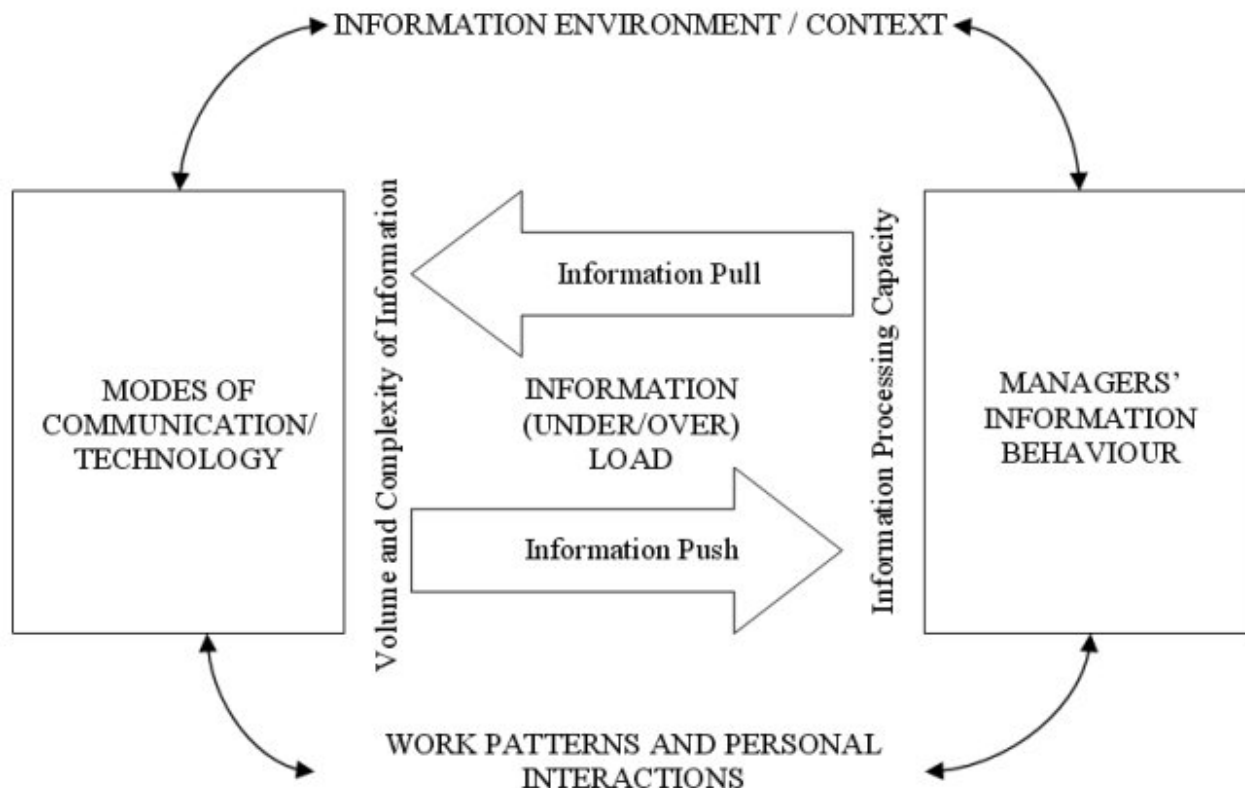 INFORMATION ENVIRONMENT / CONTEXT
MODES OF
COMMUNICATION/
TECHNOLOGY
Volume and Complexity of Information
Information Pull
INFORMATION
(UNDER/OVER)
LOAD
Information Push
Information Processing Capacity
MANAGERS’
INFORMATION
BEHAVIOUR
WORK PATTERNS AND PERSONAL
INTERACTIONS